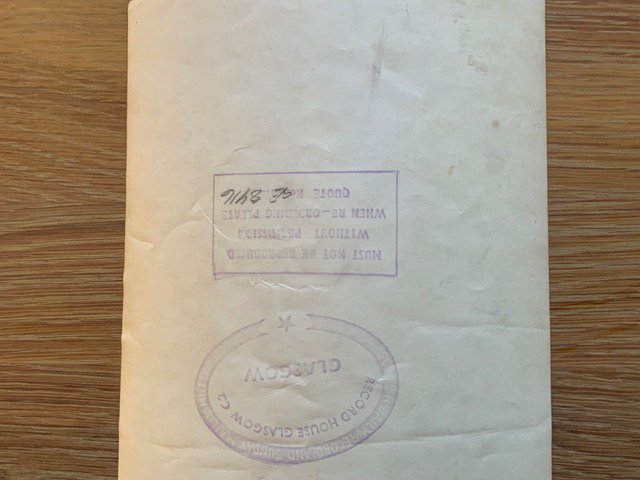 RECORD AND SUNDAY
RECORD HOUSE GLASGOW C2
GLASGOW
MUST NOT BE REPRODUCED
WITHOUT PERMISSION
WHEN RE-ORDERING PLEASE
QUOTE NO.